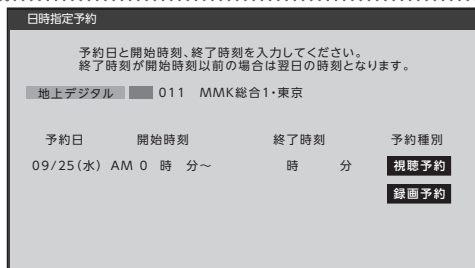 日時指定予約
予約日と開始時刻、終了時刻を入力してください。
終了時刻が開始時刻以前の場合は翌日の時刻となります。
地上デジタル 011 MMK総合1・東京
予約日 開始時刻 終了時刻 予約種別
09/25(水) AM 0 時 分～ 時 分 視聴予約
録画予約